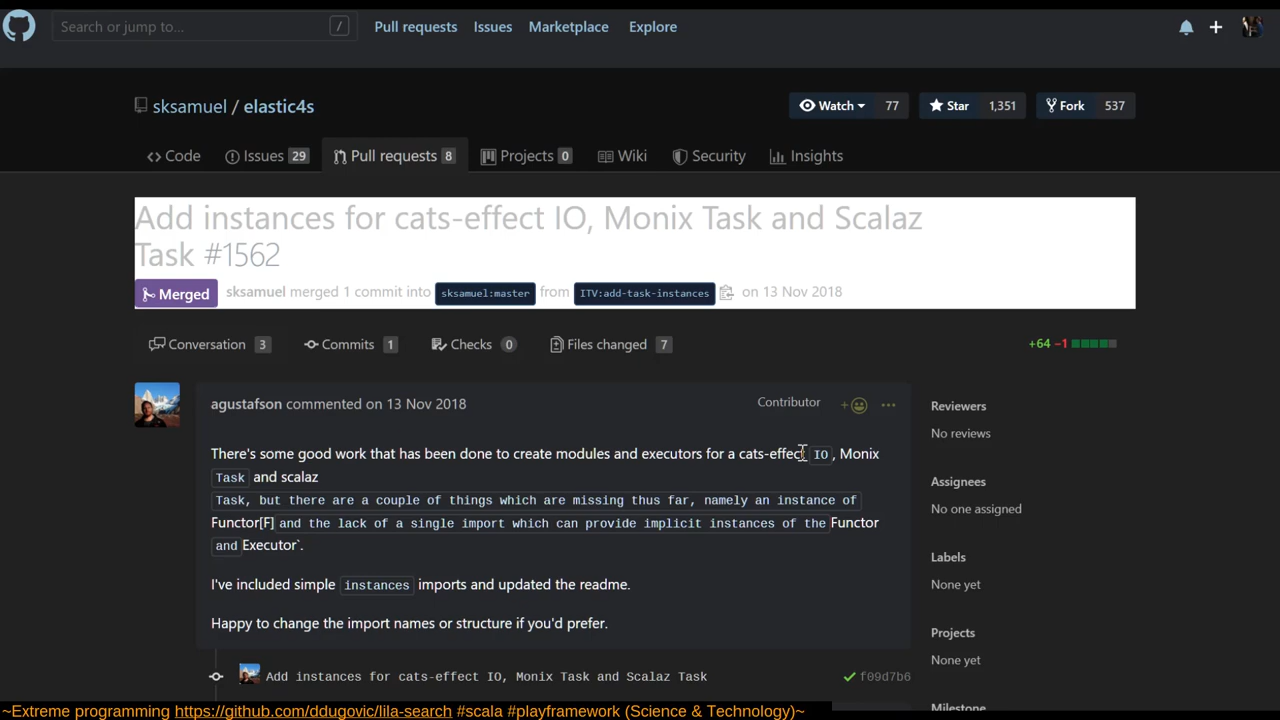 Search or jump to... / Pull requests Issues Marketplace Explore
sksamuel / elastic4s Watch 77 Star 1,351 Fork 537
Code Issues 29 Pull requests 8 Projects 0 Wiki Security Insights
Add instances for cats-effect IO, Monix Task and Scalaz
Task #1562
Merged sksamuel merged 1 commit into sksamuel:master from ITV:add-task-instances on 13 Nov 2018
Conversation 3 Commits 1 Checks 0 Files changed 7 +64 −1
agustafson commented on 13 Nov 2018 Contributor
There's some good work that has been done to create modules and executors for a cats-effect IO, Monix
Task and scalaz
Task, but there are a couple of things which are missing thus far, namely an instance of
Functor[F] and the lack of a single import which can provide implicit instances of the Functor
and Executor`.
I've included simple instances imports and updated the readme.
Happy to change the import names or structure if you'd prefer.
Add instances for cats-effect IO, Monix Task and Scalaz Task f09d7b6
Reviewers
No reviews
Assignees
No one assigned
Labels
None yet
Projects
None yet
Milestone
~Extreme programming https://github.com/ddugovic/lila-search #scala #playframework (Science & Technology)~